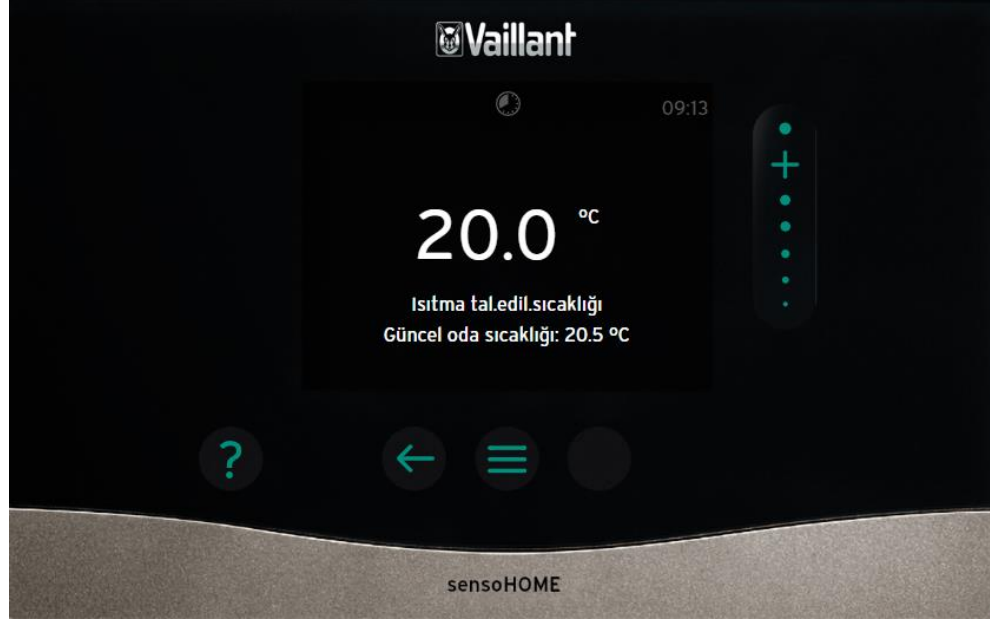 Vaillant
09:13
20.0 °C
Isıtma tal.edil.sıcaklığı
Güncel oda sıcaklığı: 20.5 °C
?
sensoHOME